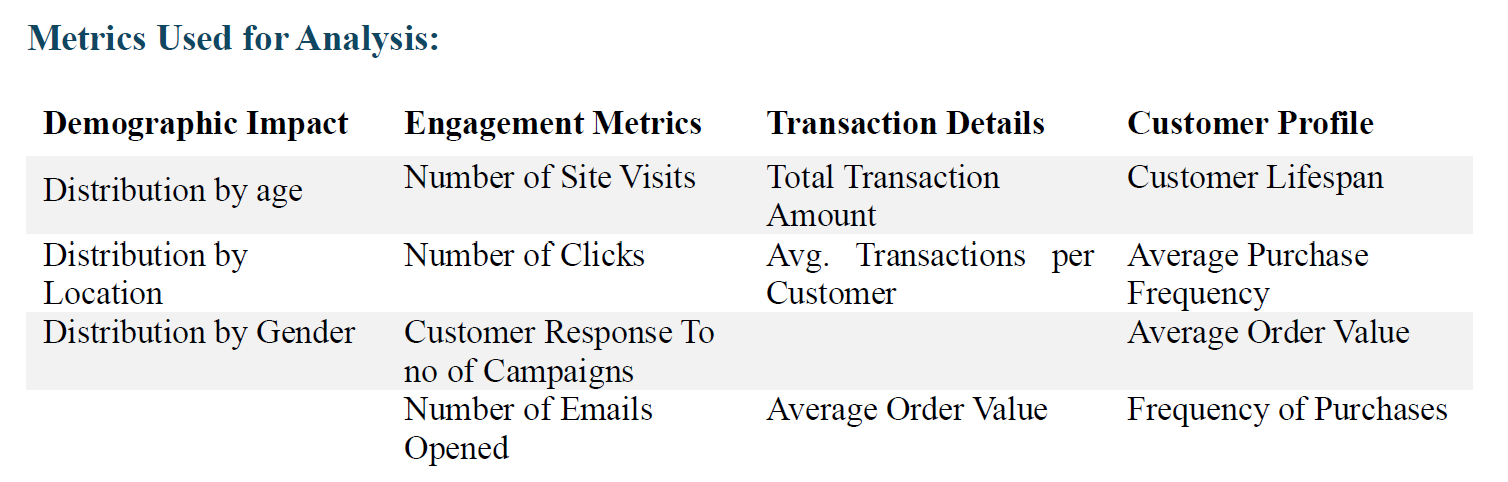 Metrics Used for Analysis:
Demographic Impact Engagement Metrics Transaction Details Customer Profile
Distribution by age
Number of Site Visits
Total Transaction
Amount
Customer Lifespan
Distribution by
Location
Number of Clicks
Avg. Transactions per
Customer
Average Purchase
Frequency
Distribution by Gender
Customer Response To
no of Campaigns
Average Order Value
Number of Emails
Opened
Average Order Value
Frequency of Purchases